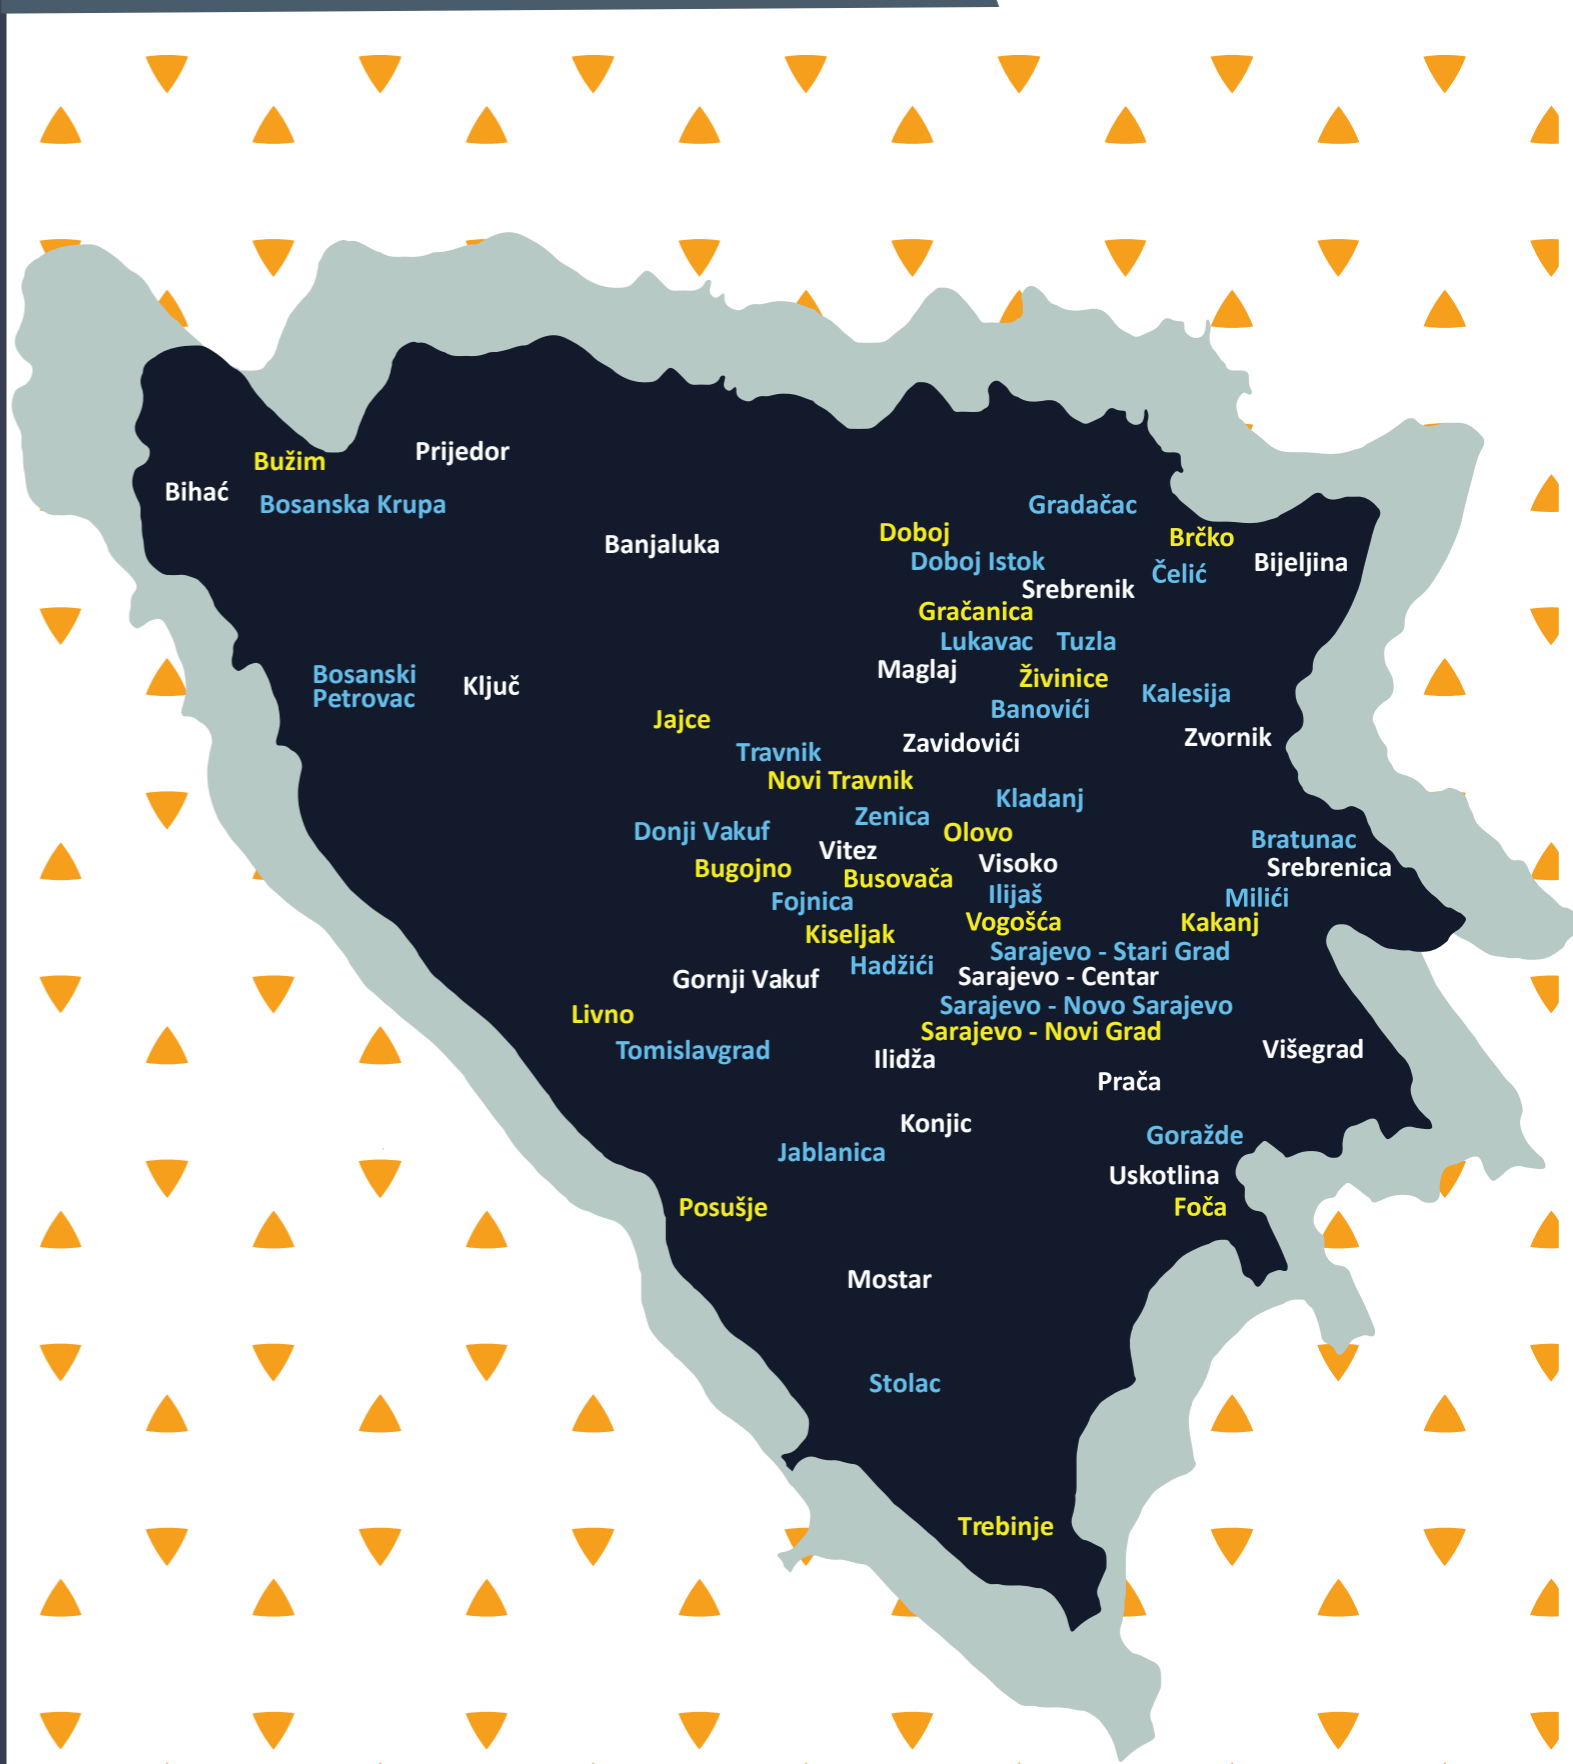 Prijedor
Bužim
Bihać
Bosanska Krupa
Gradačac
Doboj
Brčko
Banjaluka
Doboj Istok
Bijeljina
Čelić
Srebrenik
Gračanica
Lukavac
Tuzla
Maglaj
Bosanski
Petrovac
Živinice
Ključ
Kalesija
Banovići
Jajce
Zvornik
Zavidovići
Travnik
Novi Travnik
Kladanj
Zenica
Donji Vakuf
Olovo
Bratunac
Vitez
Visoko
Bugojno
Srebrenica
Busovača
Ilijaš
Milići
Fojnica
Vogošća
Kakanj
Kiseljak
Sarajevo - Stari Grad
Hadžići
Sarajevo - Centar
Gornji Vakuf
Sarajevo - Novo Sarajevo
Livno
Sarajevo - Novi Grad
Tomislavgrad
Višegrad
Ilidža
Prača
Konjic
Goražde
Jablanica
Uskotlina
Posušje
Foča
Mostar
Stolac
Trebinje